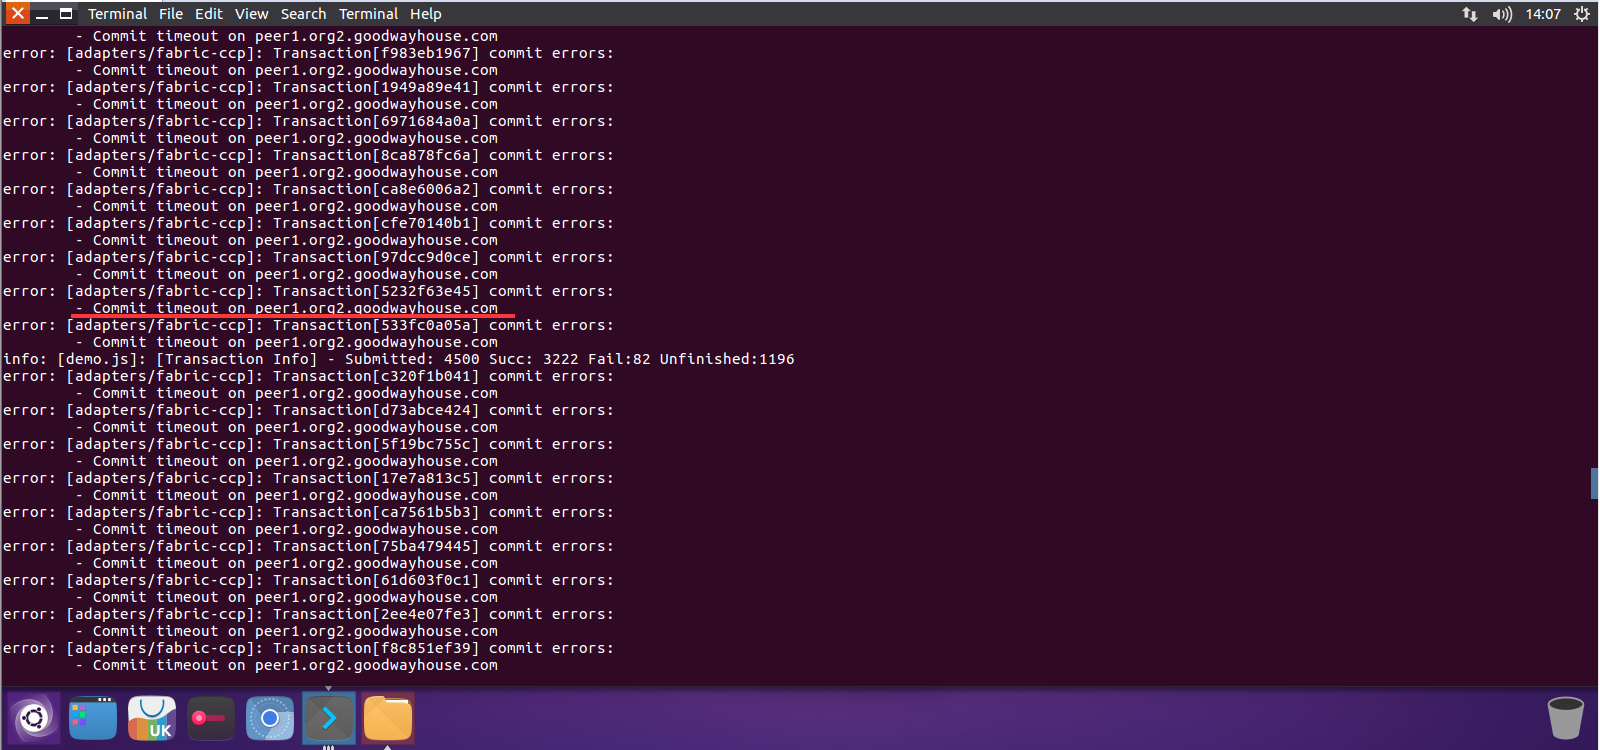 Terminal File Edit View Search Terminal Help 14:07
- Commit timeout on peer1.org2.goodwayhouse.com
error: [adapters/fabric-ccp]: Transaction[f983eb1967] commit errors:
- Commit timeout on peer1.org2.goodwayhouse.com
error: [adapters/fabric-ccp]: Transaction[1949a89e41] commit errors:
- Commit timeout on peer1.org2.goodwayhouse.com
error: [adapters/fabric-ccp]: Transaction[6971684a0a] commit errors:
- Commit timeout on peer1.org2.goodwayhouse.com
error: [adapters/fabric-ccp]: Transaction[8ca878fc6a] commit errors:
- Commit timeout on peer1.org2.goodwayhouse.com
error: [adapters/fabric-ccp]: Transaction[ca8e6006a2] commit errors:
- Commit timeout on peer1.org2.goodwayhouse.com
error: [adapters/fabric-ccp]: Transaction[cfe70140b1] commit errors:
- Commit timeout on peer1.org2.goodwayhouse.com
error: [adapters/fabric-ccp]: Transaction[97dcc9d0ce] commit errors:
- Commit timeout on peer1.org2.goodwayhouse.com
error: [adapters/fabric-ccp]: Transaction[5232f63e45] commit errors:
- Commit timeout on peer1.org2.goodwayhouse.com
error: [adapters/fabric-ccp]: Transaction[533fc0a05a] commit errors:
- Commit timeout on peer1.org2.goodwayhouse.com
info: [demo.js]: [Transaction Info] - Submitted: 4500 Succ: 3222 Fail:82 Unfinished:1196
error: [adapters/fabric-ccp]: Transaction[c320f1b041] commit errors:
- Commit timeout on peer1.org2.goodwayhouse.com
error: [adapters/fabric-ccp]: Transaction[d73abce424] commit errors:
- Commit timeout on peer1.org2.goodwayhouse.com
error: [adapters/fabric-ccp]: Transaction[5f19bc755c] commit errors:
- Commit timeout on peer1.org2.goodwayhouse.com
error: [adapters/fabric-ccp]: Transaction[17e7a813c5] commit errors:
- Commit timeout on peer1.org2.goodwayhouse.com
error: [adapters/fabric-ccp]: Transaction[ca7561b5b3] commit errors:
- Commit timeout on peer1.org2.goodwayhouse.com
error: [adapters/fabric-ccp]: Transaction[75ba479445] commit errors:
- Commit timeout on peer1.org2.goodwayhouse.com
error: [adapters/fabric-ccp]: Transaction[61d603f0c1] commit errors:
- Commit timeout on peer1.org2.goodwayhouse.com
error: [adapters/fabric-ccp]: Transaction[2ee4e07fe3] commit errors:
- Commit timeout on peer1.org2.goodwayhouse.com
error: [adapters/fabric-ccp]: Transaction[f8c851ef39] commit errors:
- Commit timeout on peer1.org2.goodwayhouse.com
UK